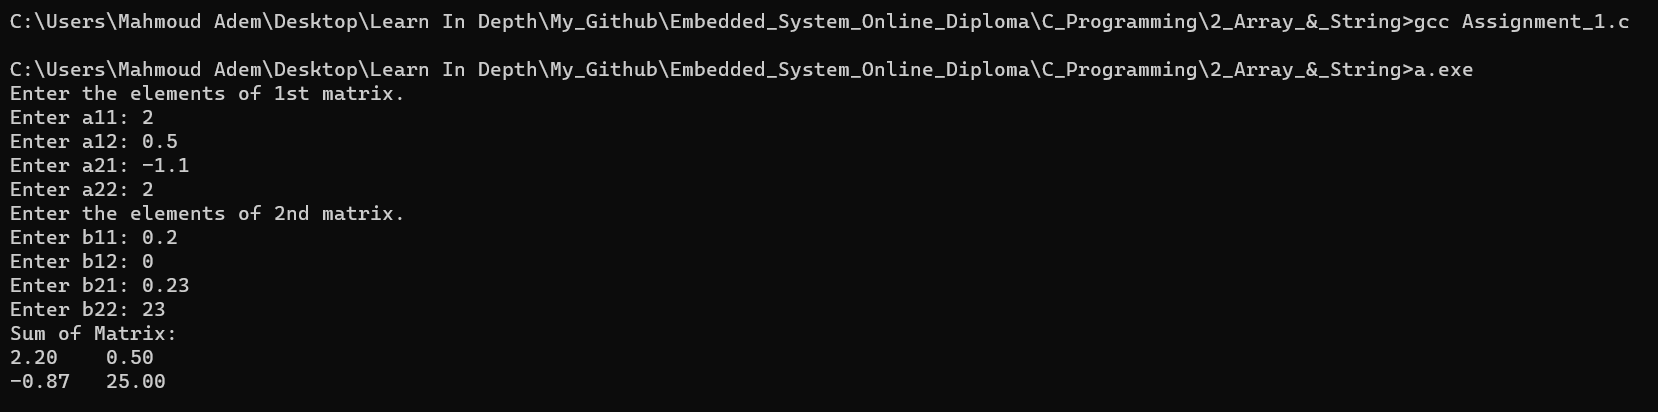 C:\Users\Mahmoud Adem\Desktop\Learn In Depth\My_Github\Embedded_System_Online_Diploma\C_Programming\2_Array_&_String>gcc Assignment_1.c
C:\Users\Mahmoud Adem\Desktop\Learn In Depth\My_Github\Embedded_System_Online_Diploma\C_Programming\2_Array_&_String>a.exe
Enter the elements of 1st matrix.
Enter a11: 2
Enter a12: 0.5
Enter a21: -1.1
Enter a22: 2
Enter the elements of 2nd matrix.
Enter b11: 0.2
Enter b12: 0
Enter b21: 0.23
Enter b22: 23
Sum of Matrix:
2.20    0.50
-0.87   25.00